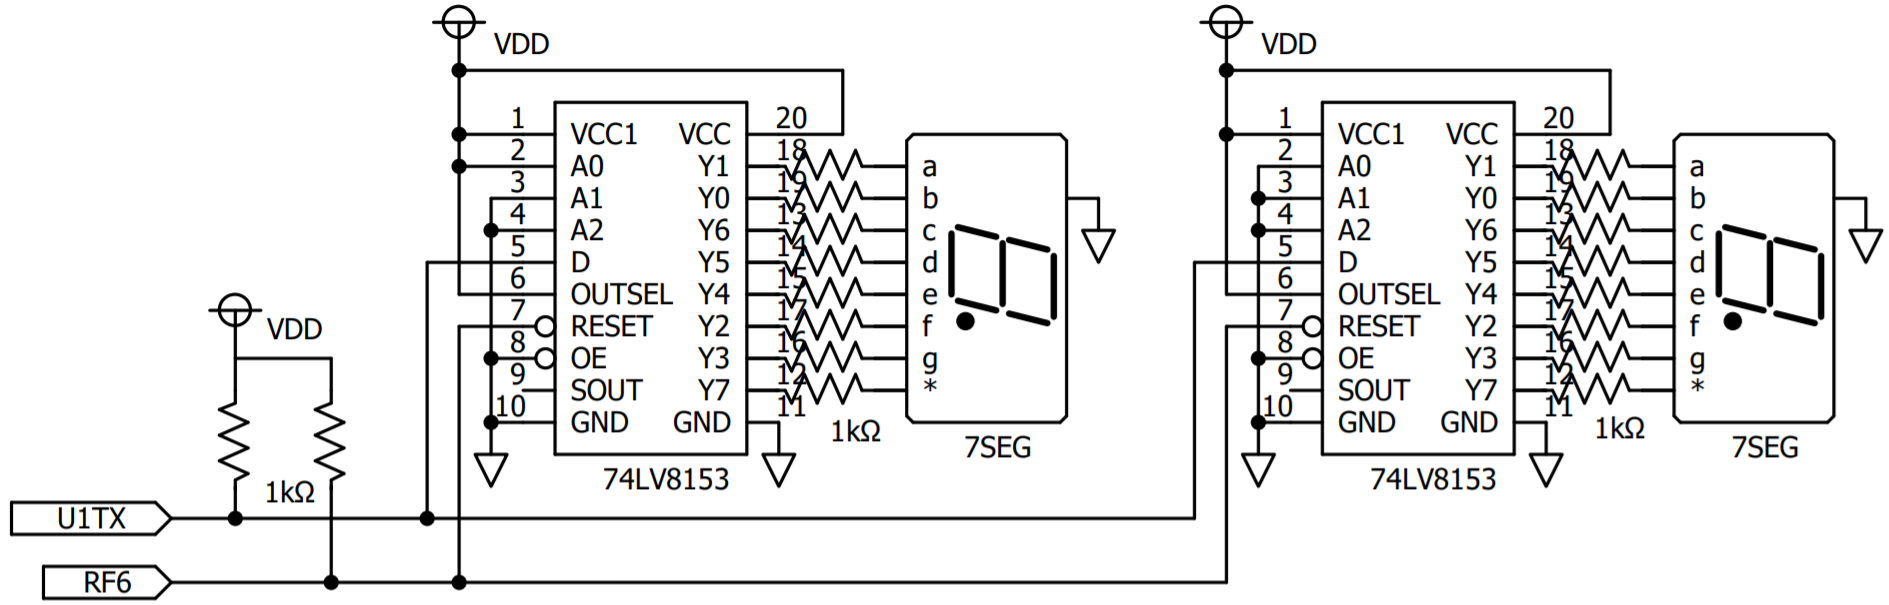 VDD
1 VCC1 VCC 20
2 A0 Y1 18 a
3 A1 Y0 19 b
4 A2 Y6 13 c
5 D Y5 14 d
6 OUTSEL Y4 15 e
7 RESET Y2 17 f
8 OE Y3 16 g
9 SOUT Y7 12 *
10 GND GND 11
1kΩ
7SEG
74LV8153
VDD
1 VCC1 VCC 20
2 A0 Y1 18 a
3 A1 Y0 19 b
4 A2 Y6 13 c
5 D Y5 14 d
6 OUTSEL Y4 15 e
7 RESET Y2 17 f
8 OE Y3 16 g
9 SOUT Y7 12 *
10 GND GND 11
1kΩ
7SEG
74LV8153
VDD
1kΩ
U1TX
RF6